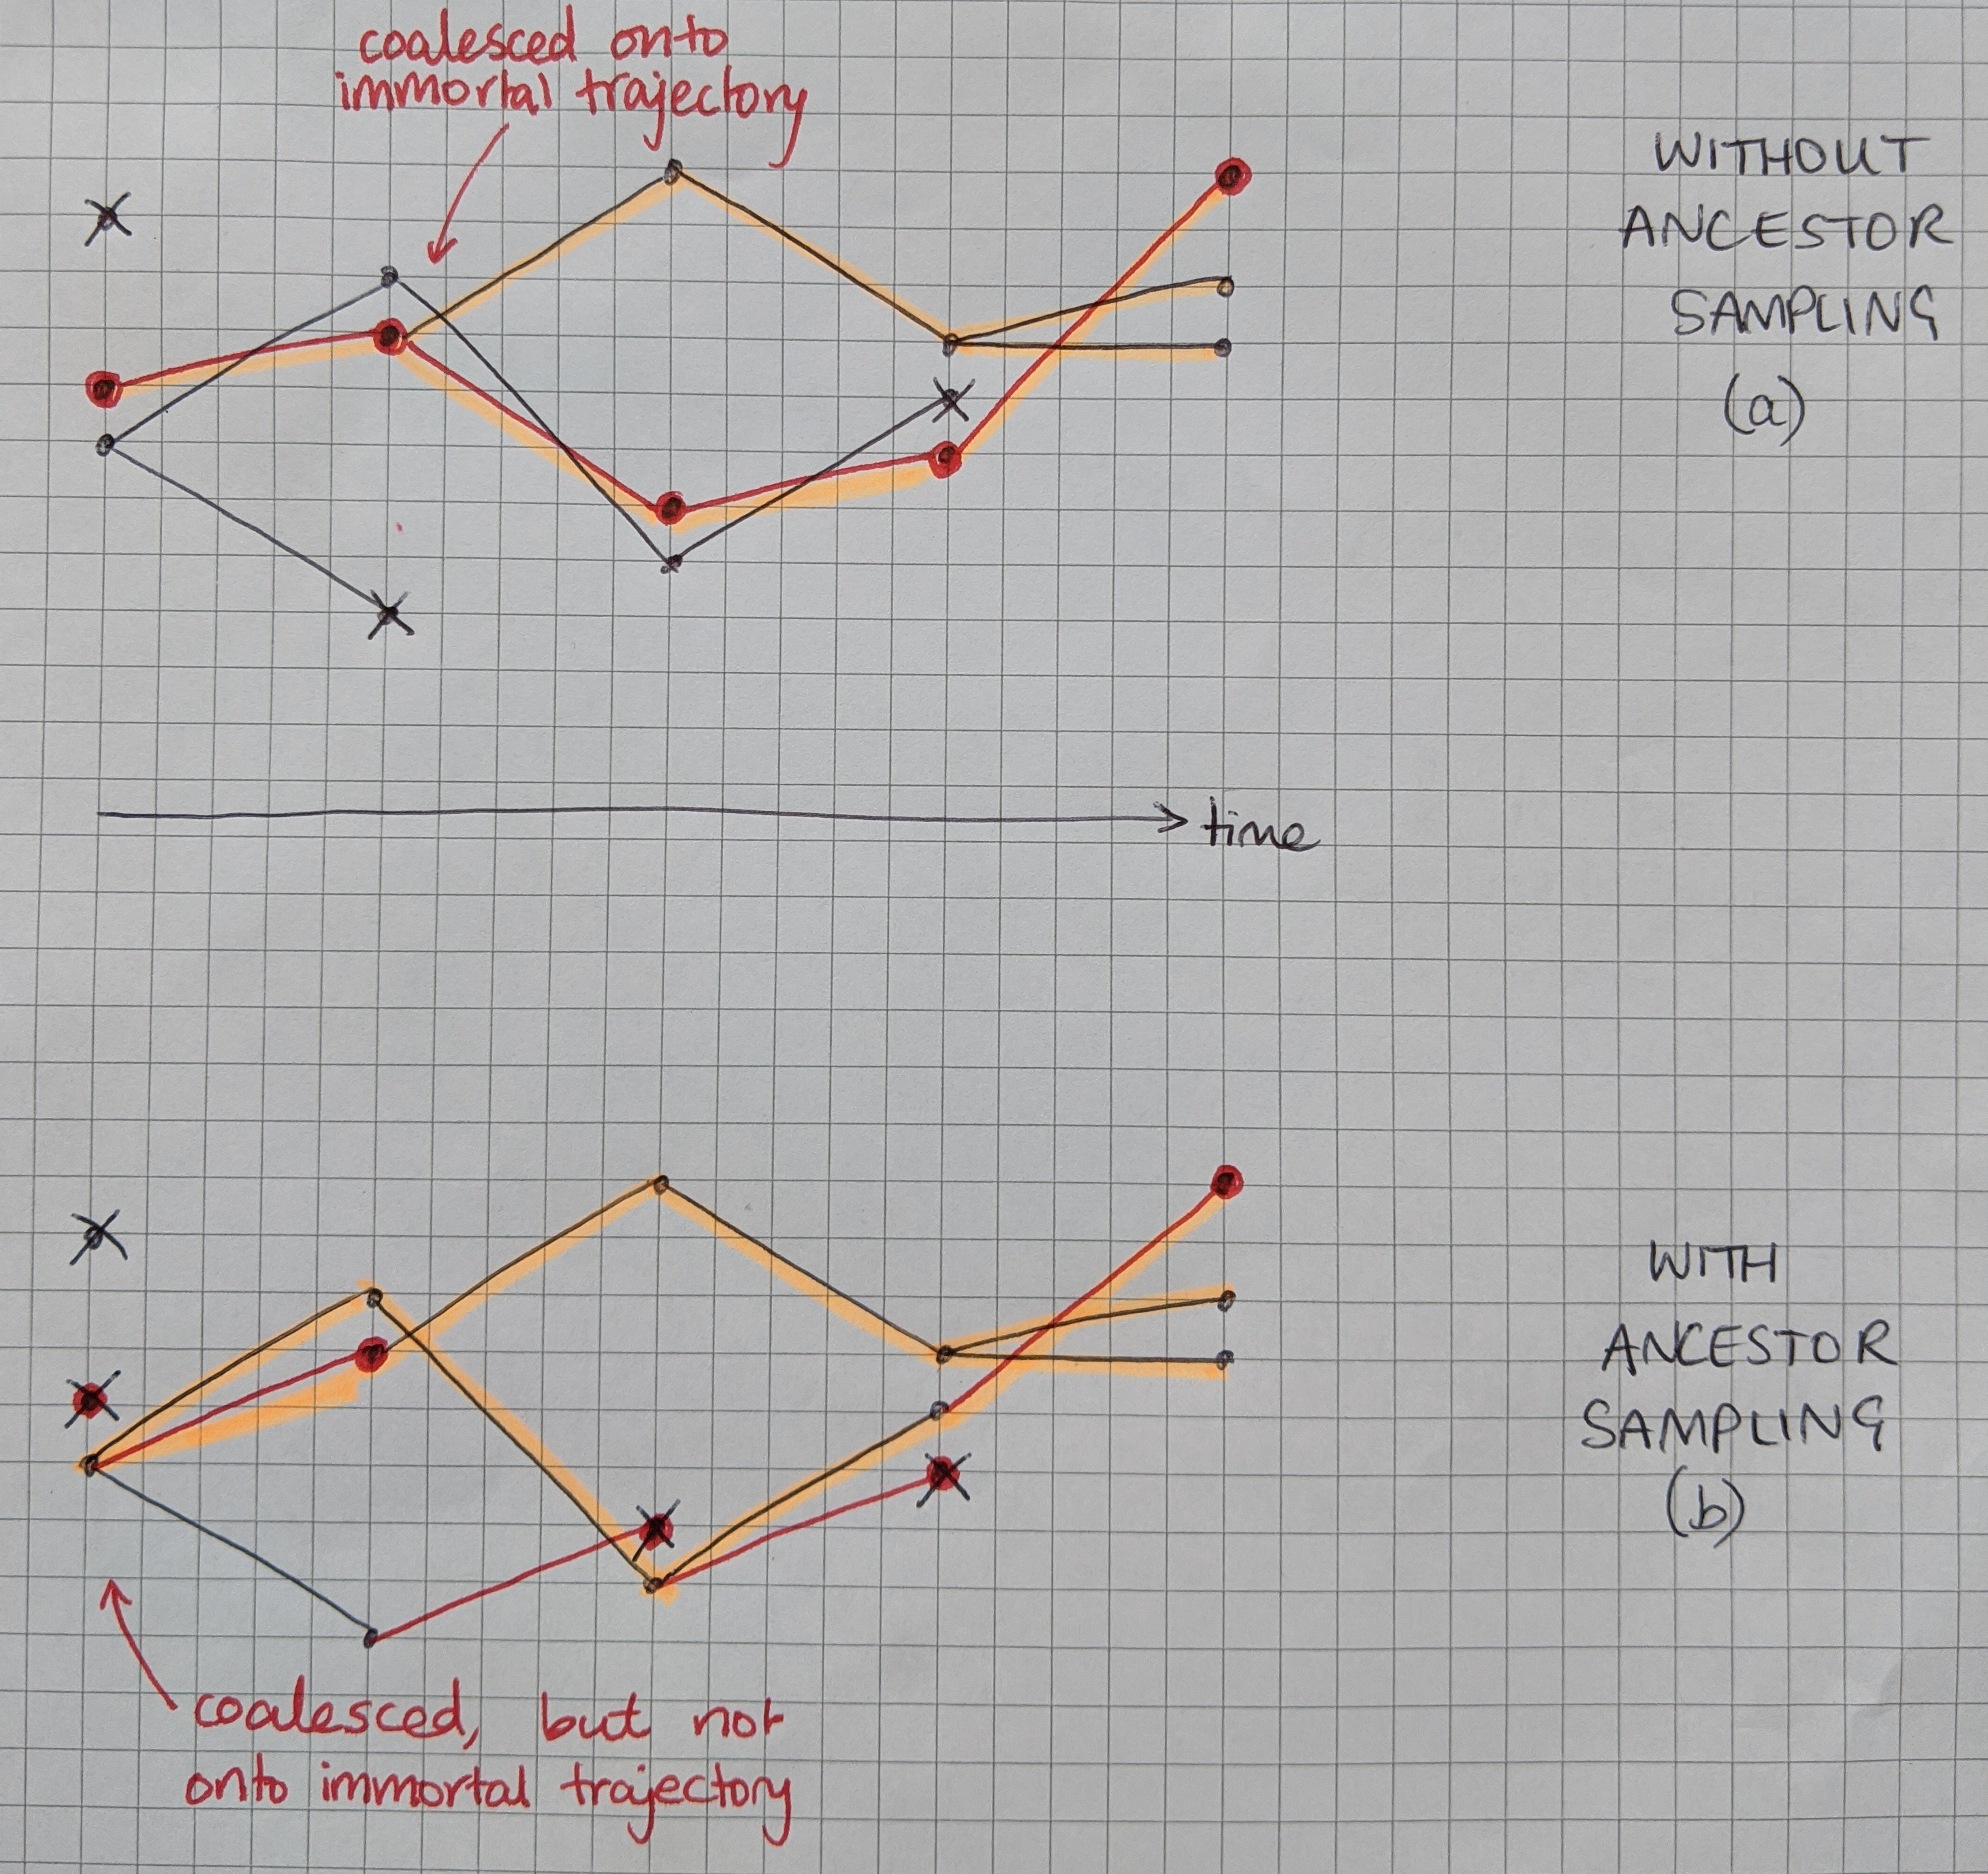 coalesced onto
immortal trajectory
WITHOUT
ANCESTOR
SAMPLING
(a)
time
WITH
ANCESTOR
SAMPLING
(b)
coalesced, but not
onto immortal trajectory